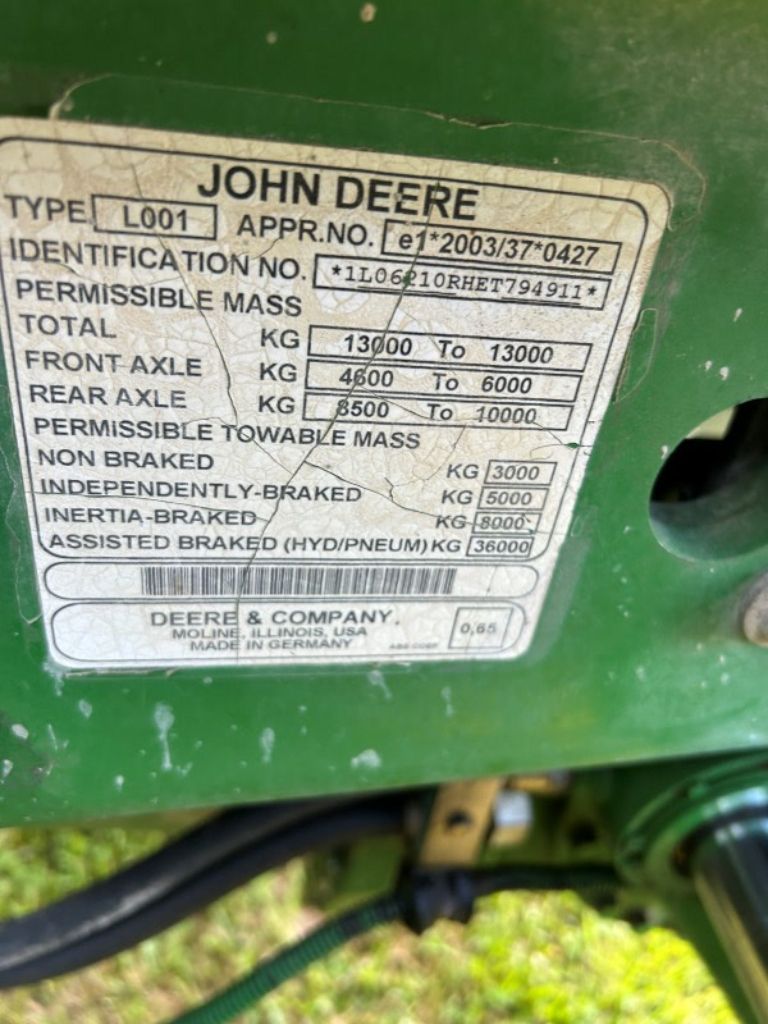 JOHN DEERE
TYPE L001 APPR.NO. e1*2003/37*0427
IDENTIFICATION NO. *1L06210RHET794911*
PERMISSIBLE MASS
TOTAL KG 13000 To 13000
FRONT AXLE KG 4600 To 6000
REAR AXLE KG 8500 To 10000
PERMISSIBLE TOWABLE MASS
NON BRAKED KG 3000
INDEPENDENTLY-BRAKED KG 5000
INERTIA-BRAKED KG 8000
ASSISTED BRAKED (HYD/PNEUM) KG 36000
DEERE & COMPANY.
MOLINE, ILLINOIS, USA
MADE IN GERMANY
0,65